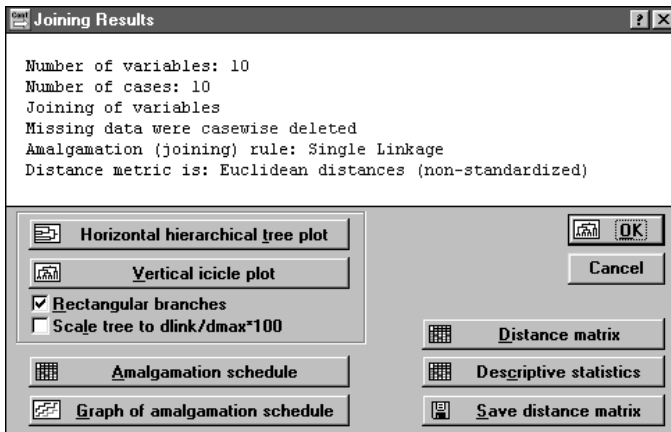 Joining Results
Number of variables: 10
Number of cases: 10
Joining of variables
Missing data were casewise deleted
Amalgamation (joining) rule: Single Linkage
Distance metric is: Euclidean distances (non-standardized)
Horizontal hierarchical tree plot
Vertical icicle plot
Rectangular branches
Scale tree to dlink/dmax*100
Amalgamation schedule
Graph of amalgamation schedule
OK
Cancel
Distance matrix
Descriptive statistics
Save distance matrix